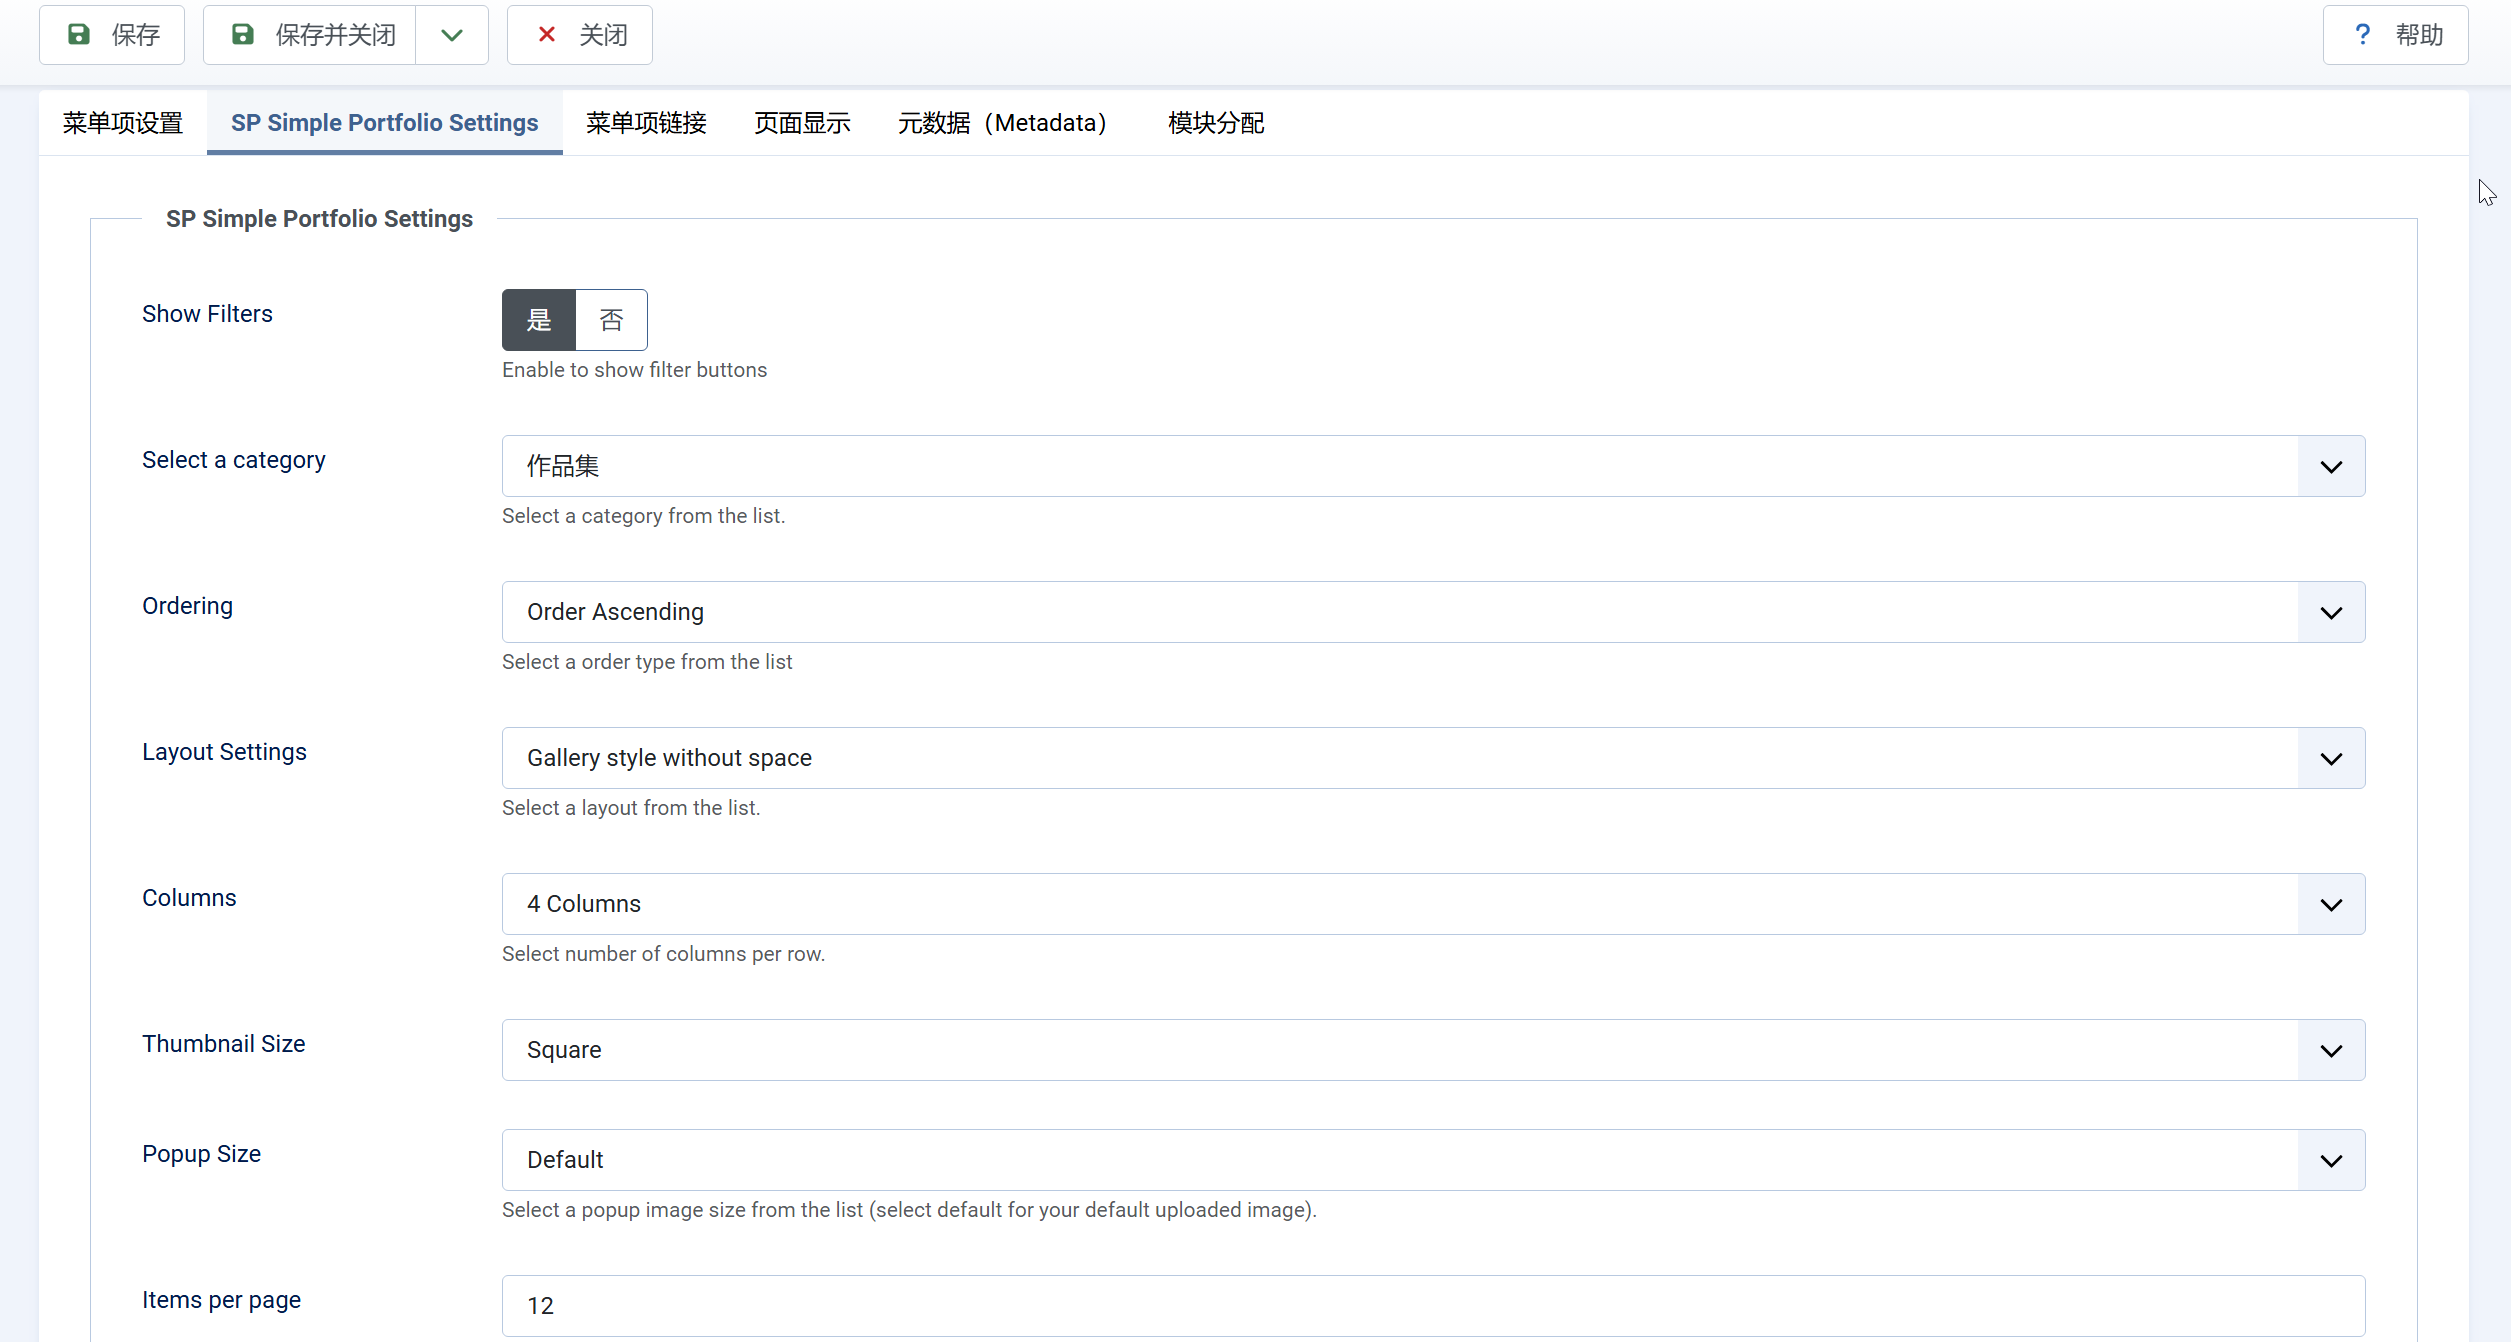 保存
保存并关闭
关闭
? 帮助
菜单项设置
SP Simple Portfolio Settings
菜单项链接
页面显示
元数据（Metadata）
模块分配
SP Simple Portfolio Settings
Show Filters
是
否
Enable to show filter buttons
Select a category
作品集
Select a category from the list.
Ordering
Order Ascending
Select a order type from the list
Layout Settings
Gallery style without space
Select a layout from the list.
Columns
4 Columns
Select number of columns per row.
Thumbnail Size
Square
Popup Size
Default
Select a popup image size from the list (select default for your default uploaded image).
Items per page
12